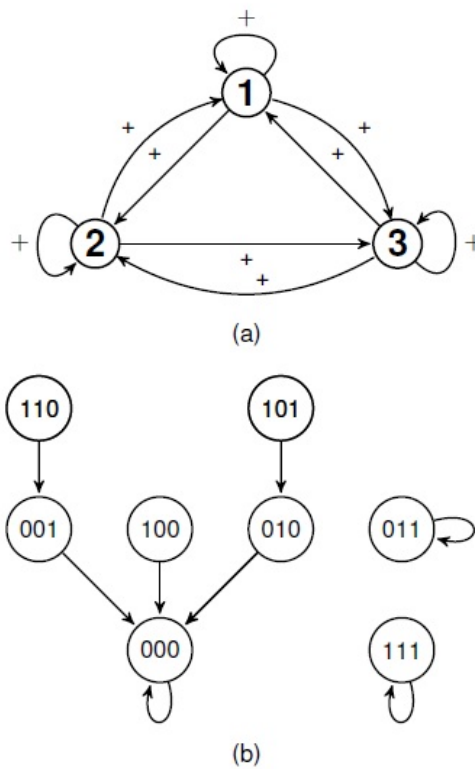 +
1
+ +
+ +
+ 2 3 +
+
+
(a)
110 101
001 100 010 011
000 111
(b)